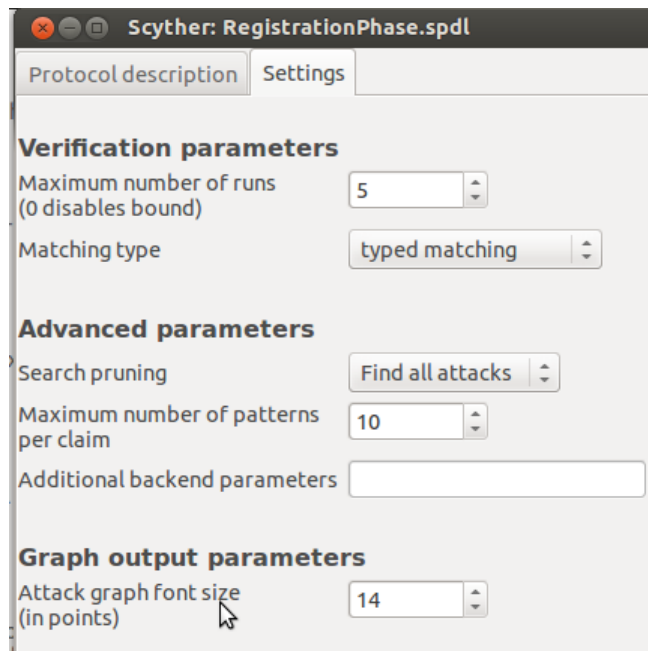 Scyther: RegistrationPhase.spdl
Protocol description
Settings
Verification parameters
Maximum number of runs
(0 disables bound)
5
Matching type
typed matching
Advanced parameters
Search pruning
Find all attacks
Maximum number of patterns
per claim
10
Additional backend parameters
Graph output parameters
Attack graph font size
(in points)
14